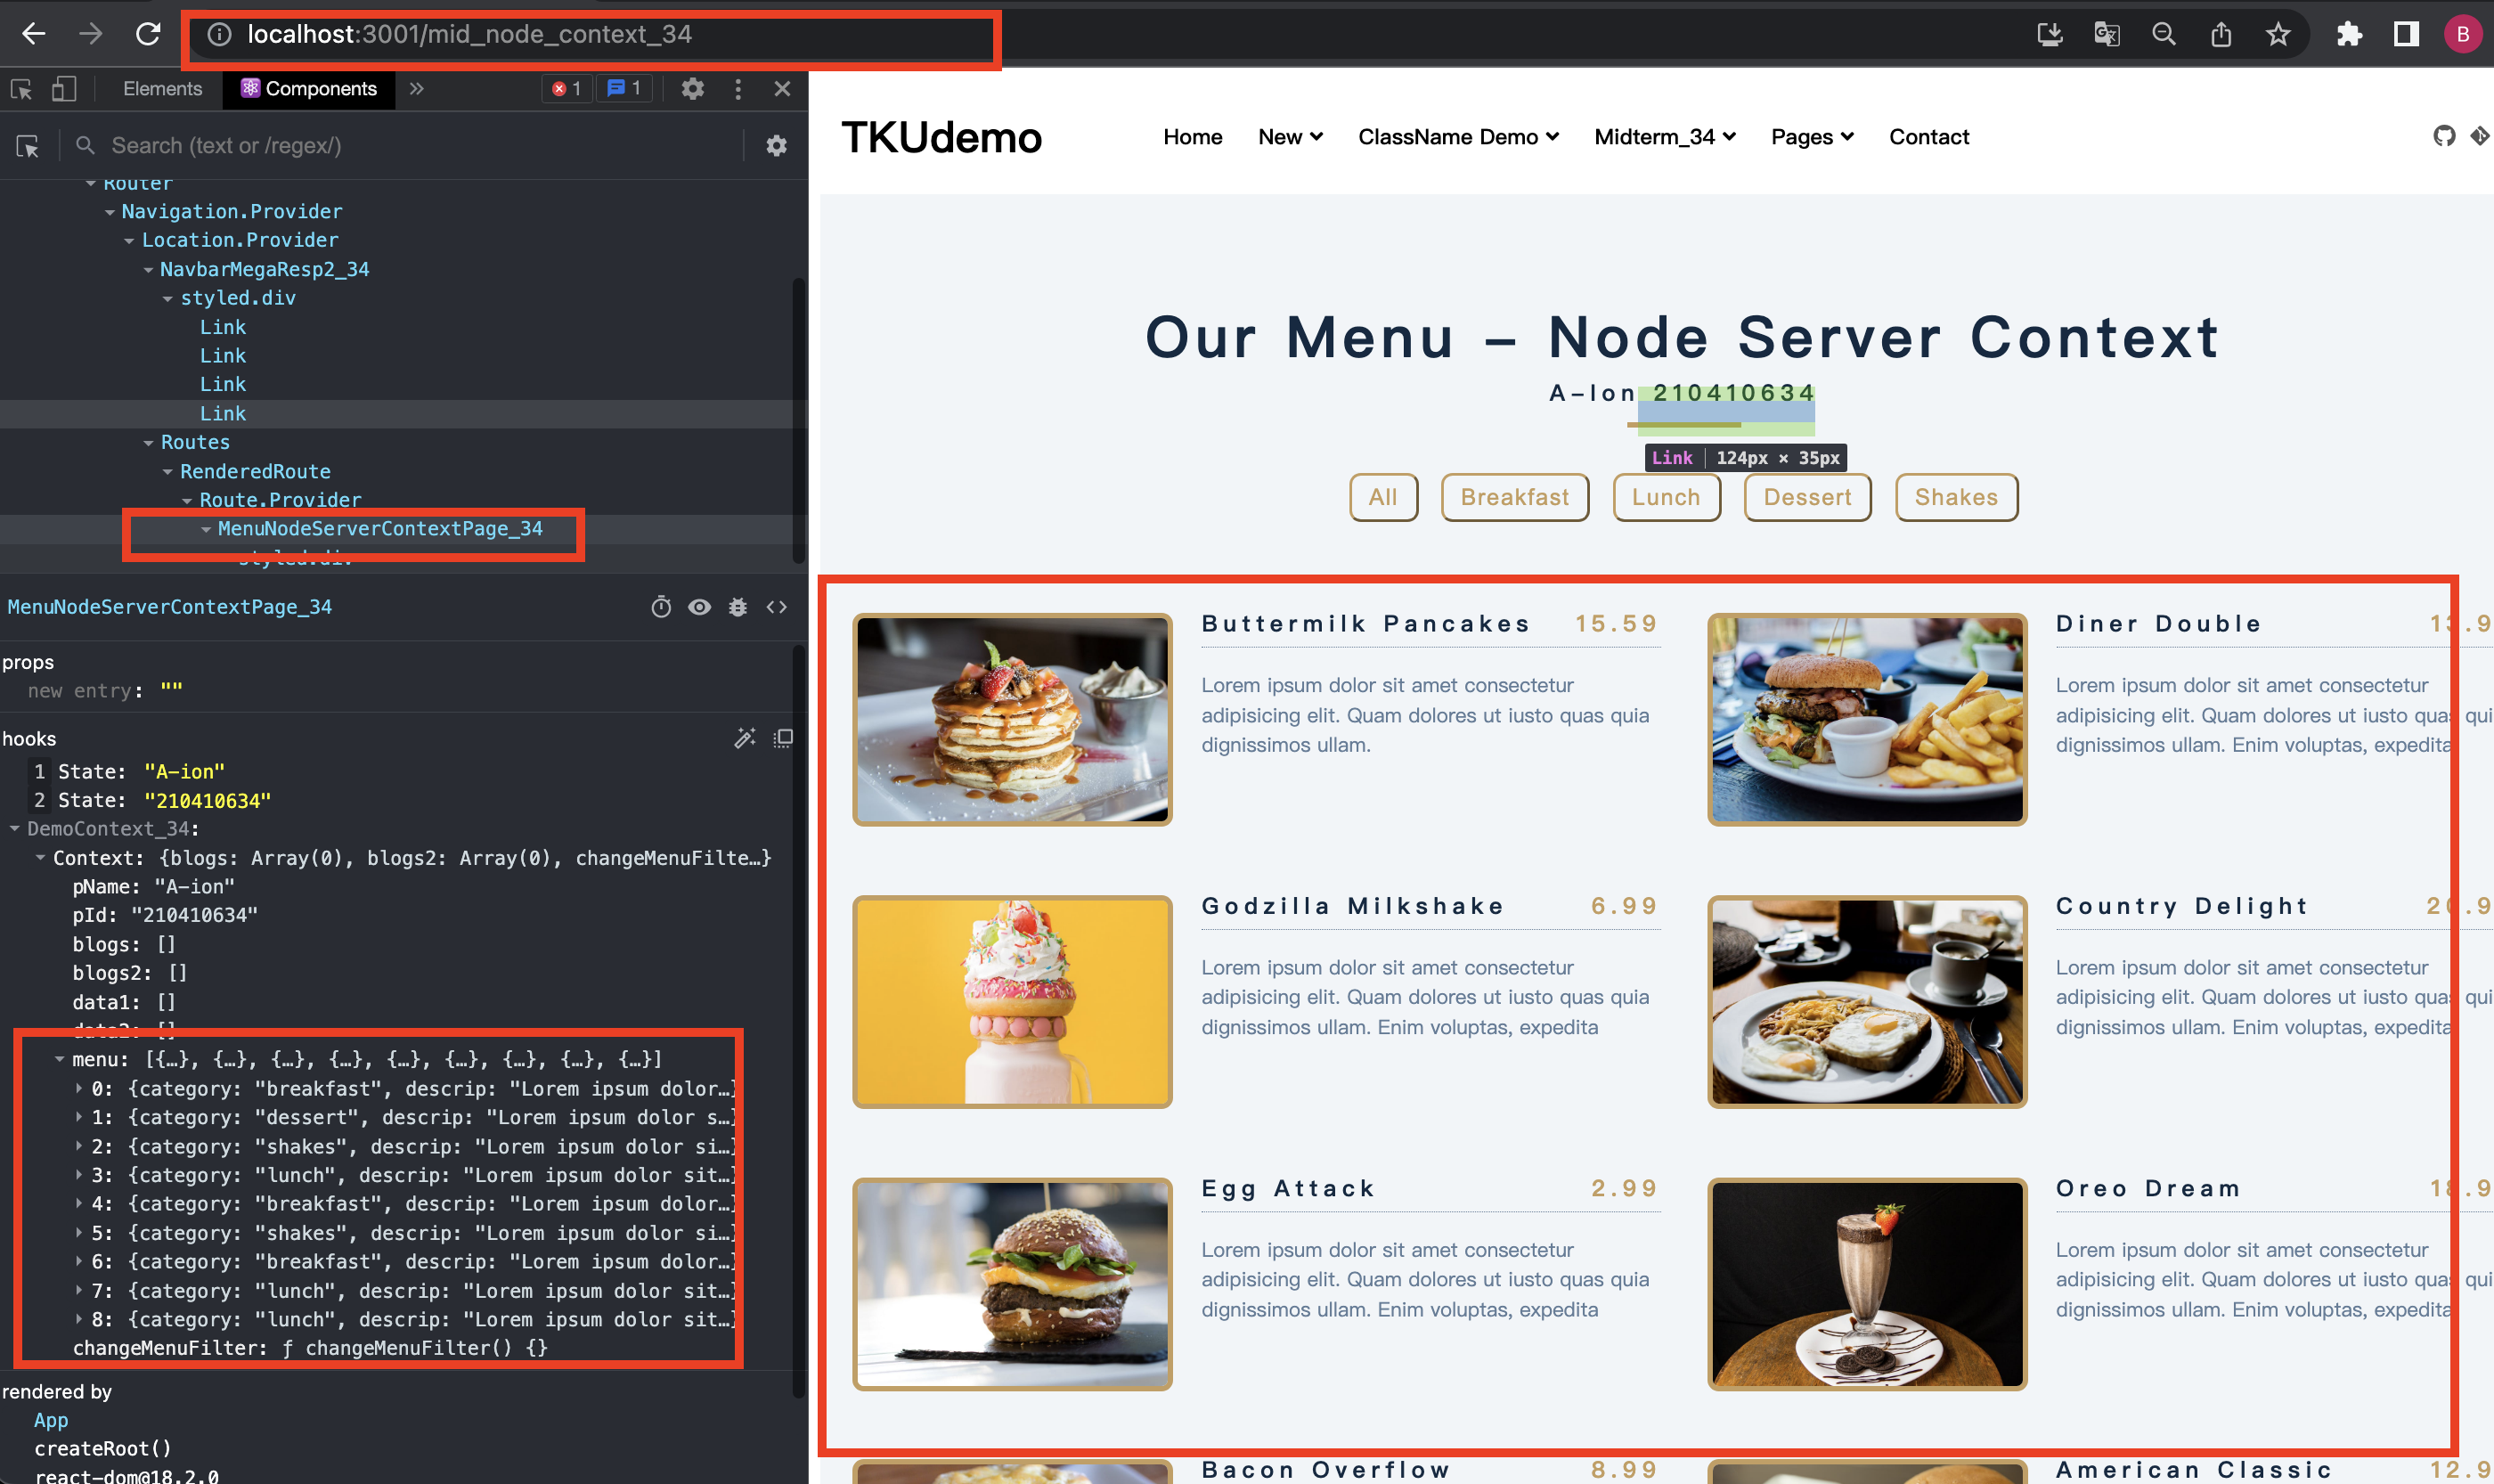 localhost:3001/mid_node_context_34
B
Elements
Components
1
1
Search (text or /regex/)
Router
Navigation.Provider
Location.Provider
NavbarMegaResp2_34
styled.div
Link
Link
Link
Link
Routes
RenderedRoute
Route.Provider
MenuNodeServerContextPage_34
styled.div
MenuNodeServerContextPage_34
props
new entry: ""
hooks
1 State: "A-ion"
2 State: "210410634"
DemoContext_34:
Context: {blogs: Array(0), blogs2: Array(0), changeMenuFilte…}
pName: "A-ion"
pId: "210410634"
blogs: []
blogs2: []
data1: []
data2: []
menu: [{…}, {…}, {…}, {…}, {…}, {…}, {…}, {…}, {…}]
0: {category: "breakfast", descrip: "Lorem ipsum dolor…}
1: {category: "dessert", descrip: "Lorem ipsum dolor s…}
2: {category: "shakes", descrip: "Lorem ipsum dolor si…}
3: {category: "lunch", descrip: "Lorem ipsum dolor sit…}
4: {category: "breakfast", descrip: "Lorem ipsum dolor…}
5: {category: "shakes", descrip: "Lorem ipsum dolor si…}
6: {category: "breakfast", descrip: "Lorem ipsum dolor…}
7: {category: "lunch", descrip: "Lorem ipsum dolor sit…}
8: {category: "lunch", descrip: "Lorem ipsum dolor sit…}
changeMenuFilter: ƒ changeMenuFilter() {}
rendered by
App
createRoot()
react-dom@18.2.0
TKUdemo
Home
New
ClassName Demo
Midterm_34
Pages
Contact
Our Menu – Node Server Context
A-Ion 210410634
Link 124px × 35px
All
Breakfast
Lunch
Dessert
Shakes
Buttermilk Pancakes 15.59
Lorem ipsum dolor sit amet consectetur
adipisicing elit. Quam dolores ut iusto quas quia
dignissimos ullam.
Diner Double 13.9
Lorem ipsum dolor sit amet consectetur
adipisicing elit. Quam dolores ut iusto quas qui
dignissimos ullam. Enim voluptas, expedita
Godzilla Milkshake 6.99
Lorem ipsum dolor sit amet consectetur
adipisicing elit. Quam dolores ut iusto quas quia
dignissimos ullam. Enim voluptas, expedita
Country Delight 20.9
Lorem ipsum dolor sit amet consectetur
adipisicing elit. Quam dolores ut iusto quas qui
dignissimos ullam. Enim voluptas, expedita
Egg Attack 2.99
Lorem ipsum dolor sit amet consectetur
adipisicing elit. Quam dolores ut iusto quas quia
dignissimos ullam. Enim voluptas, expedita
Oreo Dream 18.9
Lorem ipsum dolor sit amet consectetur
adipisicing elit. Quam dolores ut iusto quas qui
dignissimos ullam. Enim voluptas, expedita
Bacon Overflow 8.99
American Classic 12.9